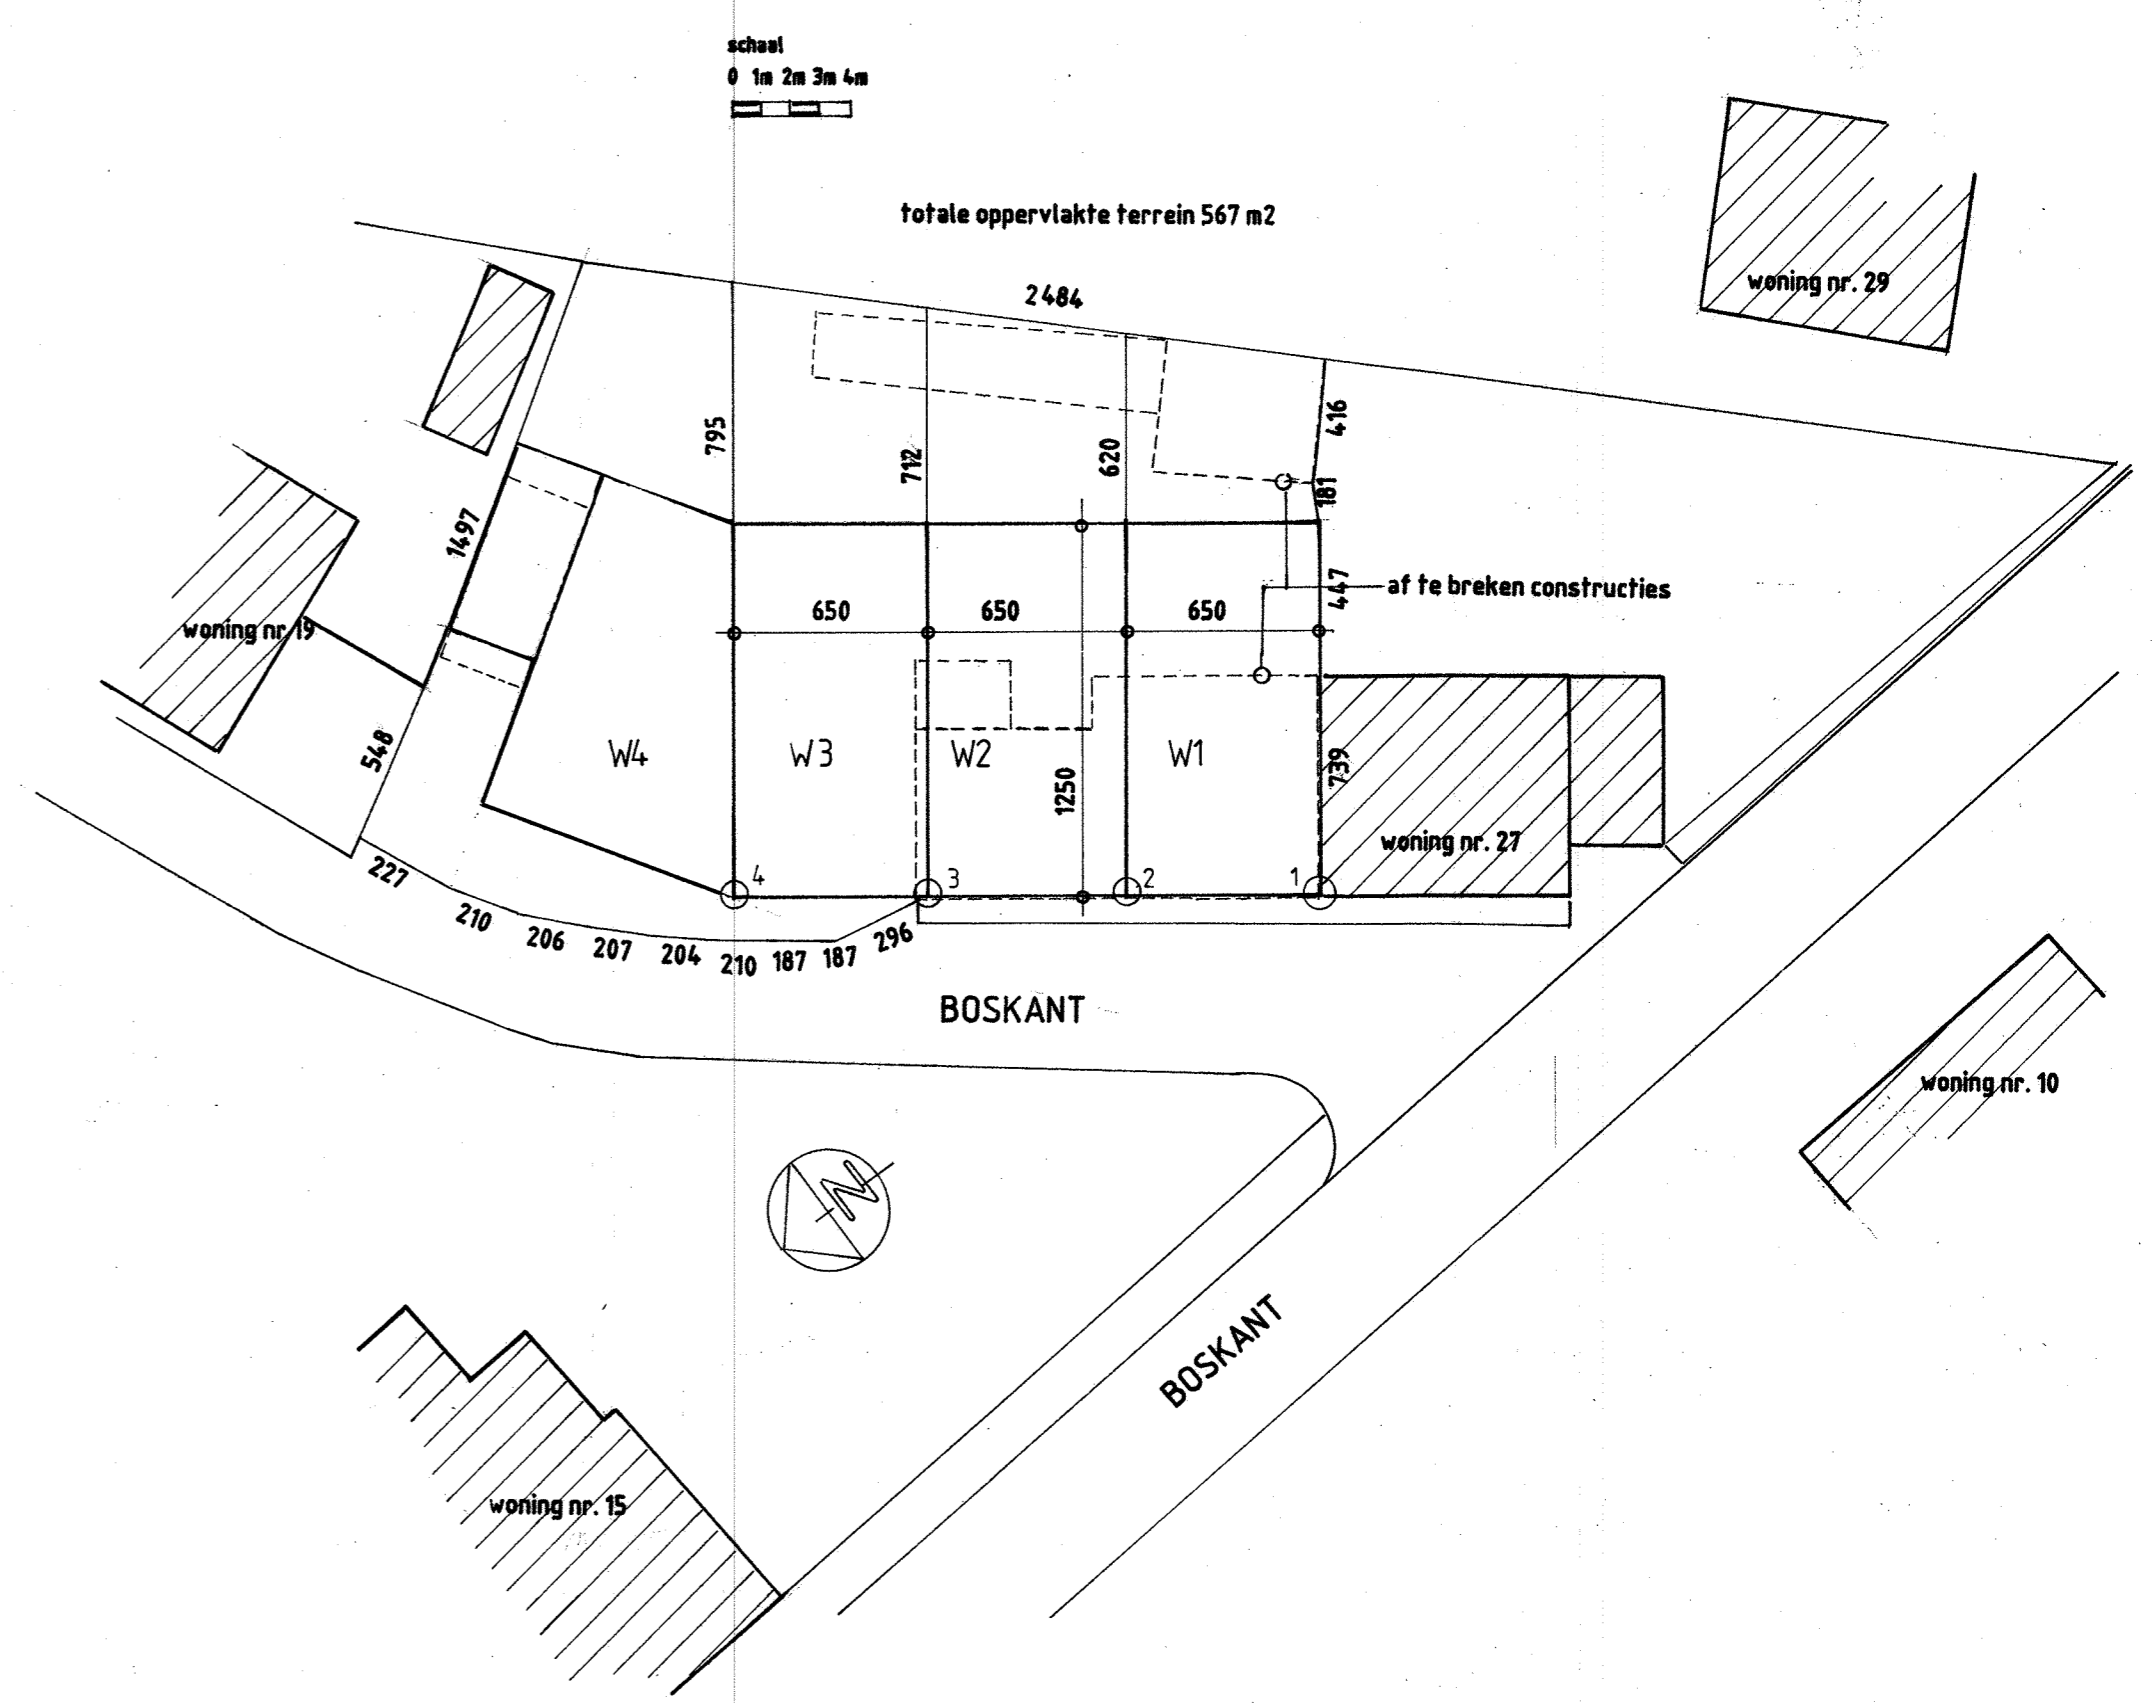 schaal
0 1m 2m 3m 4m
totale oppervlakte terrein 567 m2
woning nr. 29
2484
795
712
620
416
181
1497
447
af te breken constructies
650
650
650
woning nr. 19
548
W4
W3
W2
W1
1250
739
woning nr. 27
4
3
2
1
227
210
206
207
204
210
187
187
296
BOSKANT
woning nr. 10
N
BOSKANT
woning nr. 15